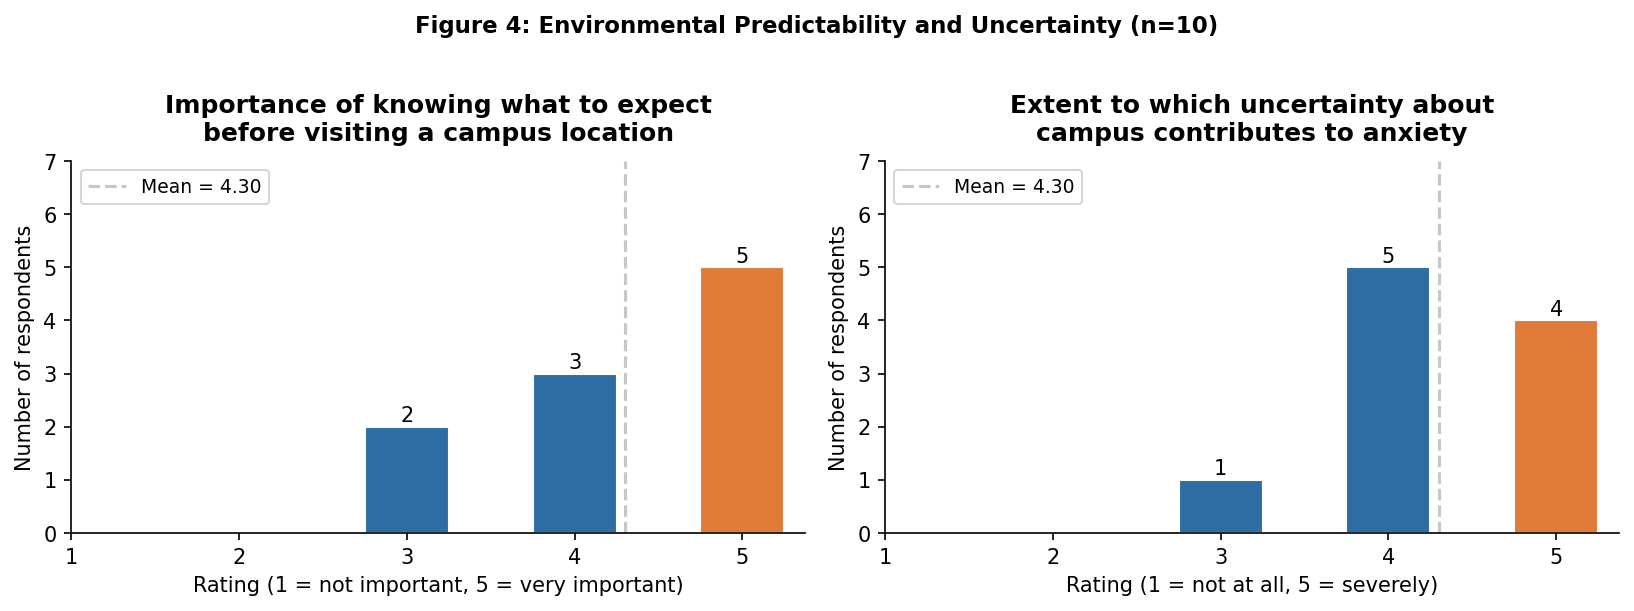 Figure 4: Environmental Predictability and Uncertainty (n=10)
Importance of knowing what to expect
before visiting a campus location
Mean = 4.30
Number of respondents
7
6
5
4
3
2
1
0
2
3
5
1
2
3
4
5
Rating (1 = not important, 5 = very important)
Extent to which uncertainty about
campus contributes to anxiety
Mean = 4.30
Number of respondents
7
6
5
4
3
2
1
0
1
5
4
1
2
3
4
5
Rating (1 = not at all, 5 = severely)